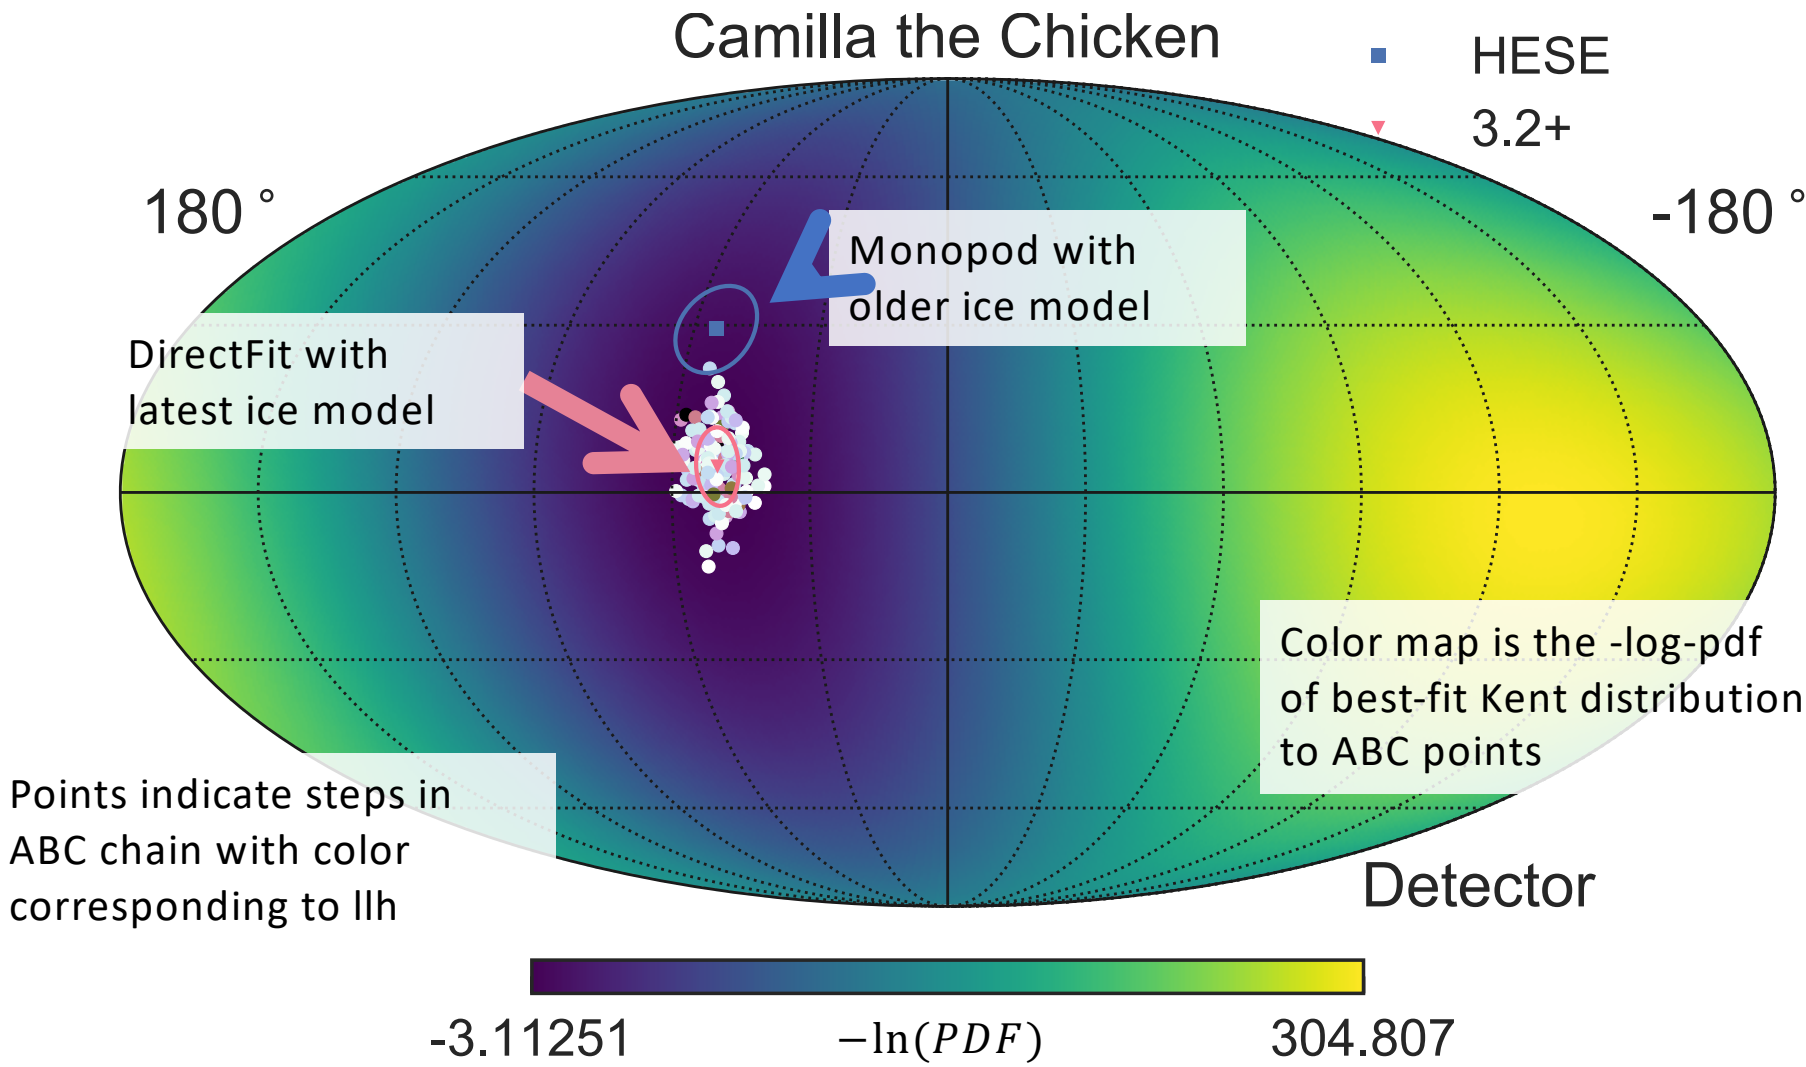 Camilla the Chicken
HESE
3.2+
180 °
-180 °
Monopod with
older ice model
DirectFit with
latest ice model
Color map is the -log-pdf
of best-fit Kent distribution
to ABC points
Points indicate steps in
ABC chain with color
corresponding to llh
Detector
-3.11251
−ln(PDF)
304.807